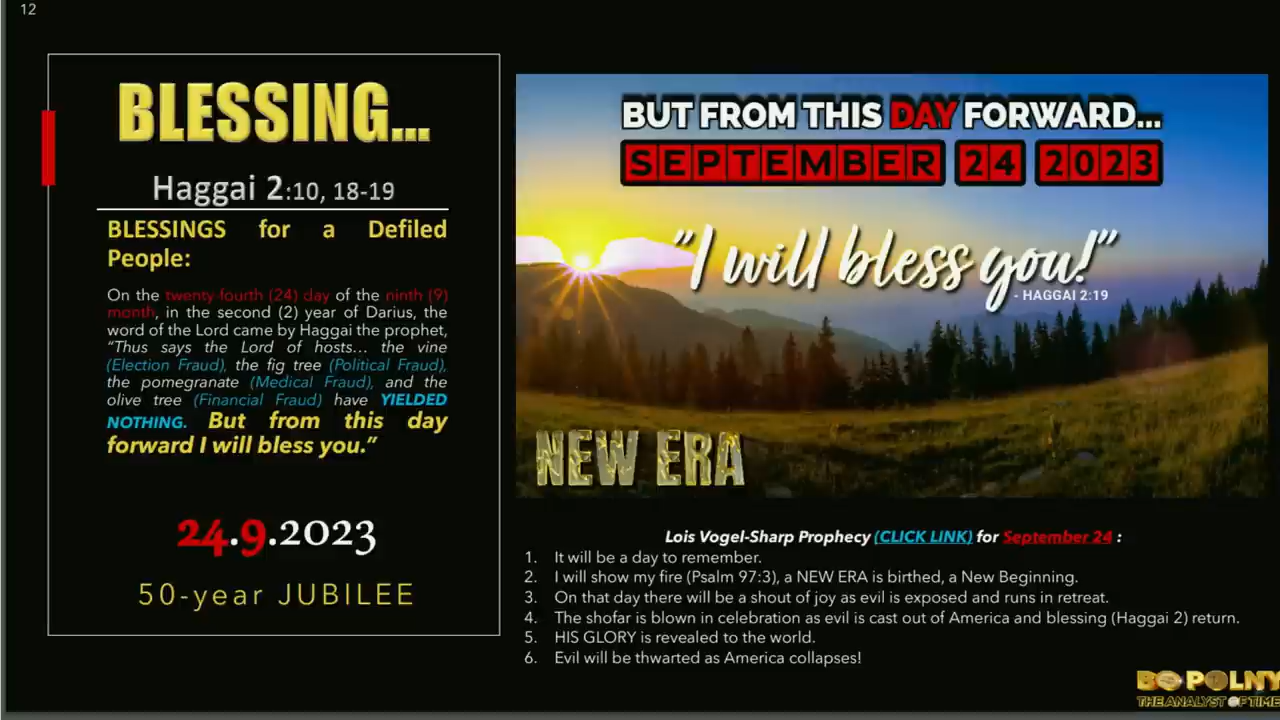 12
BLESSING...
Haggai 2:10, 18-19
BLESSINGS for a Defiled
People:
On the twenty-fourth (24) day of the ninth (9)
month, in the second (2) year of Darius, the
word of the Lord came by Haggai the prophet,
“Thus says the Lord of hosts... the vine
(Election Fraud), the fig tree (Political Fraud),
the pomegranate (Medical Fraud), and the
olive tree (Financial Fraud) have YIELDED
NOTHING. But from this day
forward I will bless you.”
24.9.2023
50-year JUBILEE
BUT FROM THIS DAY FORWARD...
SEPTEMBER 24 2023
“I will bless you!”
- HAGGAI 2:19
NEW ERA
Lois Vogel-Sharp Prophecy (CLICK LINK) for September 24 :
1. It will be a day to remember.
2. I will show my fire (Psalm 97:3), a NEW ERA is birthed, a New Beginning.
3. On that day there will be a shout of joy as evil is exposed and runs in retreat.
4. The shofar is blown in celebration as evil is cast out of America and blessing (Haggai 2) return.
5. HIS GLORY is revealed to the world.
6. Evil will be thwarted as America collapses!
BO POLNY
THE ANALYST OF TIME